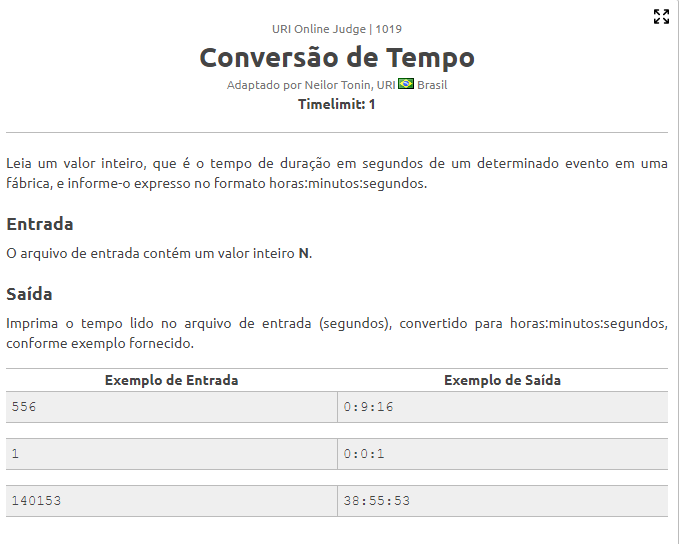 URI Online Judge | 1019
Conversão de Tempo
Adaptado por Neilor Tonin, URI Brasil
Timelimit: 1
Leia um valor inteiro, que é o tempo de duração em segundos de um determinado evento em uma
fábrica, e informe-o expresso no formato horas:minutos:segundos.
Entrada
O arquivo de entrada contém um valor inteiro N.
Saída
Imprima o tempo lido no arquivo de entrada (segundos), convertido para horas:minutos:segundos,
conforme exemplo fornecido.
Exemplo de Entrada Exemplo de Saída
556 0:9:16
1 0:0:1
140153 38:55:53